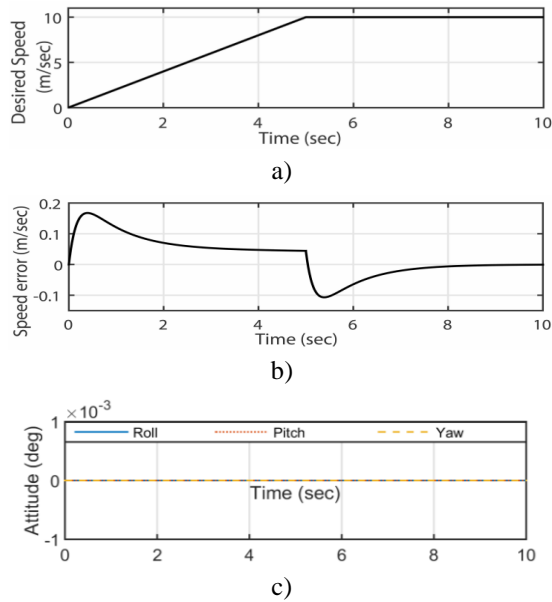 Desired Speed
(m/sec)
10
5
0
0 2 4 6 8 10
Time (sec)
a)
Speed error (m/sec)
0.2
0.1
0
-0.1
0 2 4 6 8 10
Time (sec)
b)
×10⁻³
Attitude (deg)
1
Roll Pitch Yaw
0
Time (sec)
-1
0 2 4 6 8 10
c)